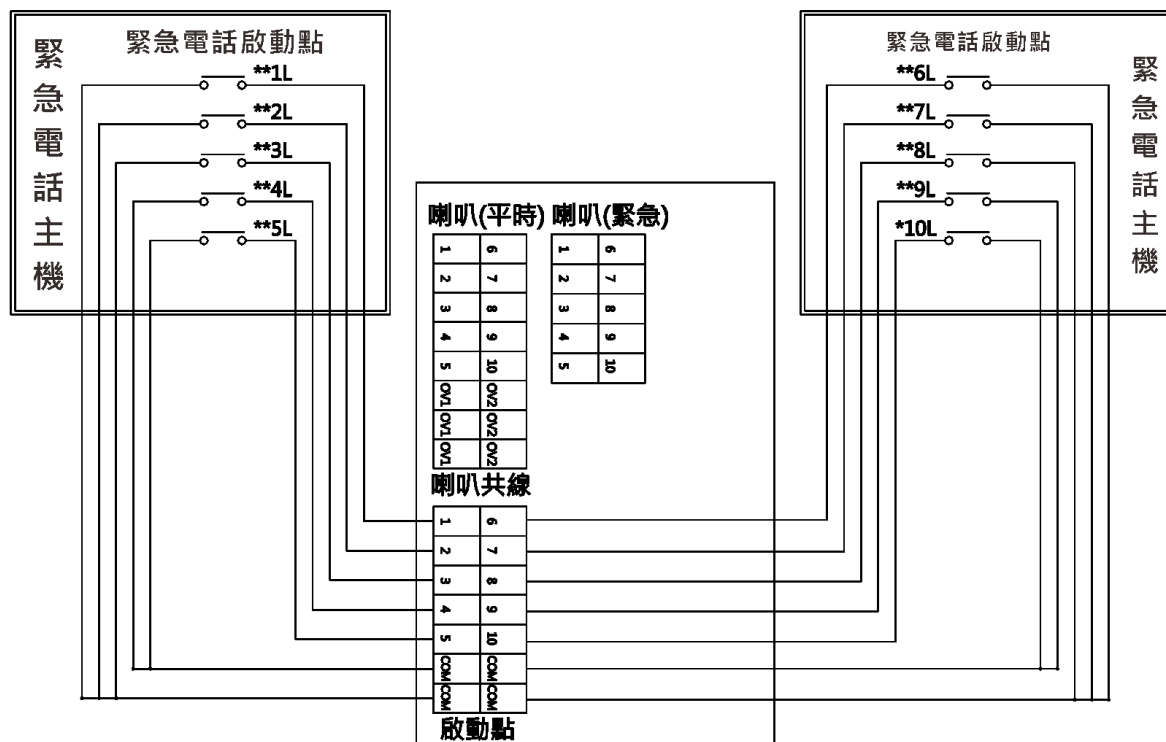 緊急電話主機
緊急電話啟動點
**1L
**2L
**3L
**4L
**5L
緊急電話啟動點
緊急電話主機
**6L
**7L
**8L
**9L
*10L
喇叭(平時) 喇叭(緊急)
1 6 1 6
2 7 2 7
3 8 3 8
4 9 4 9
5 10 5 10
OV1 OV2
OV1 OV2
OV1 OV2
喇叭共線
1 6
2 7
3 8
4 9
5 10
COM COM
COM COM
啟動點